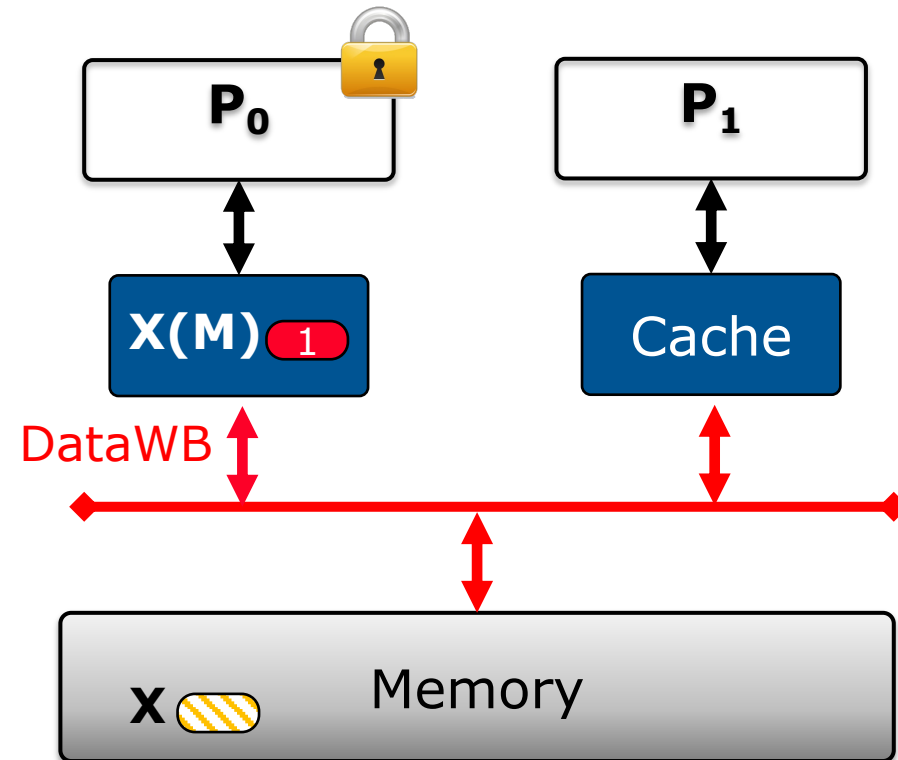 P₀
P₁
X(M) 1
Cache
DataWB
X
Memory